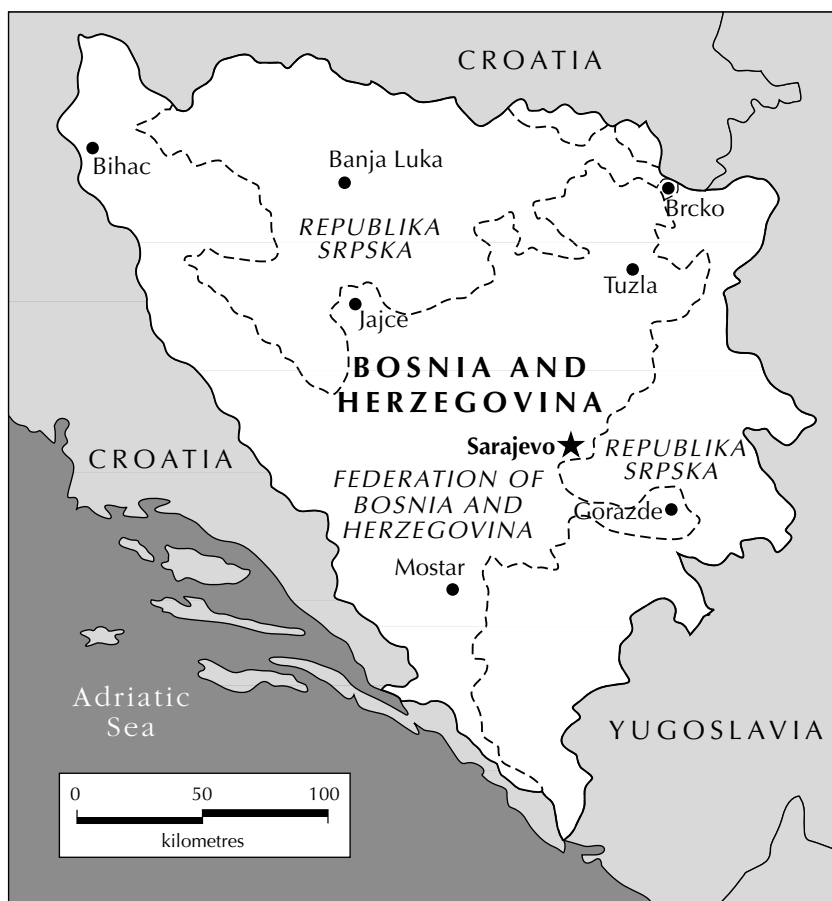 CROATIA
Bihac
Banja Luka
Brcko
REPUBLIKA
SRPSKA
Tuzla
Jajce
BOSNIA AND
HERZEGOVINA
Sarajevo
REPUBLIKA
SRPSKA
CROATIA
FEDERATION OF
BOSNIA AND
HERZEGOVINA
Gorazde
Mostar
Adriatic
Sea
YUGOSLAVIA
0 50 100
kilometres